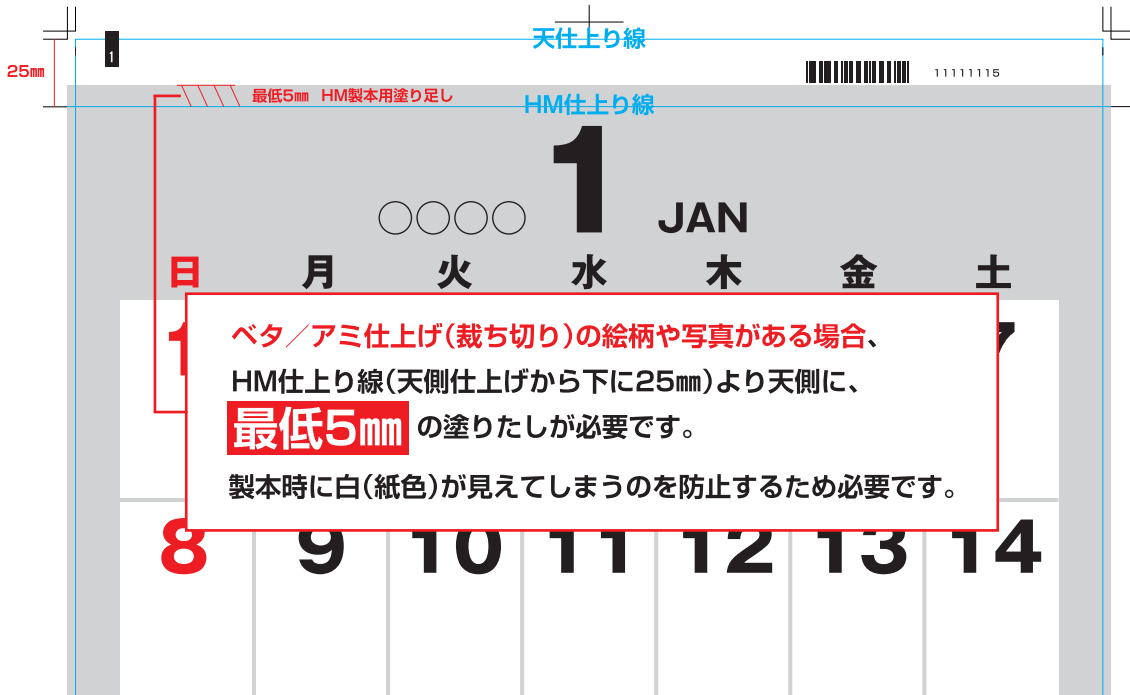 天仕上り線
1
25㎜
11111115
最低5㎜ HM製本用塗り足し
HM仕上り線
○○○○ 1 JAN
日 月 火 水 木 金 土
1 7
ベタ／アミ仕上げ(裁ち切り)の絵柄や写真がある場合、
HM仕上り線(天側仕上げから下に25㎜)より天側に、
最低5㎜ の塗りたしが必要です。
製本時に白(紙色)が見えてしまうのを防止するため必要です。
8 9 10 11 12 13 14